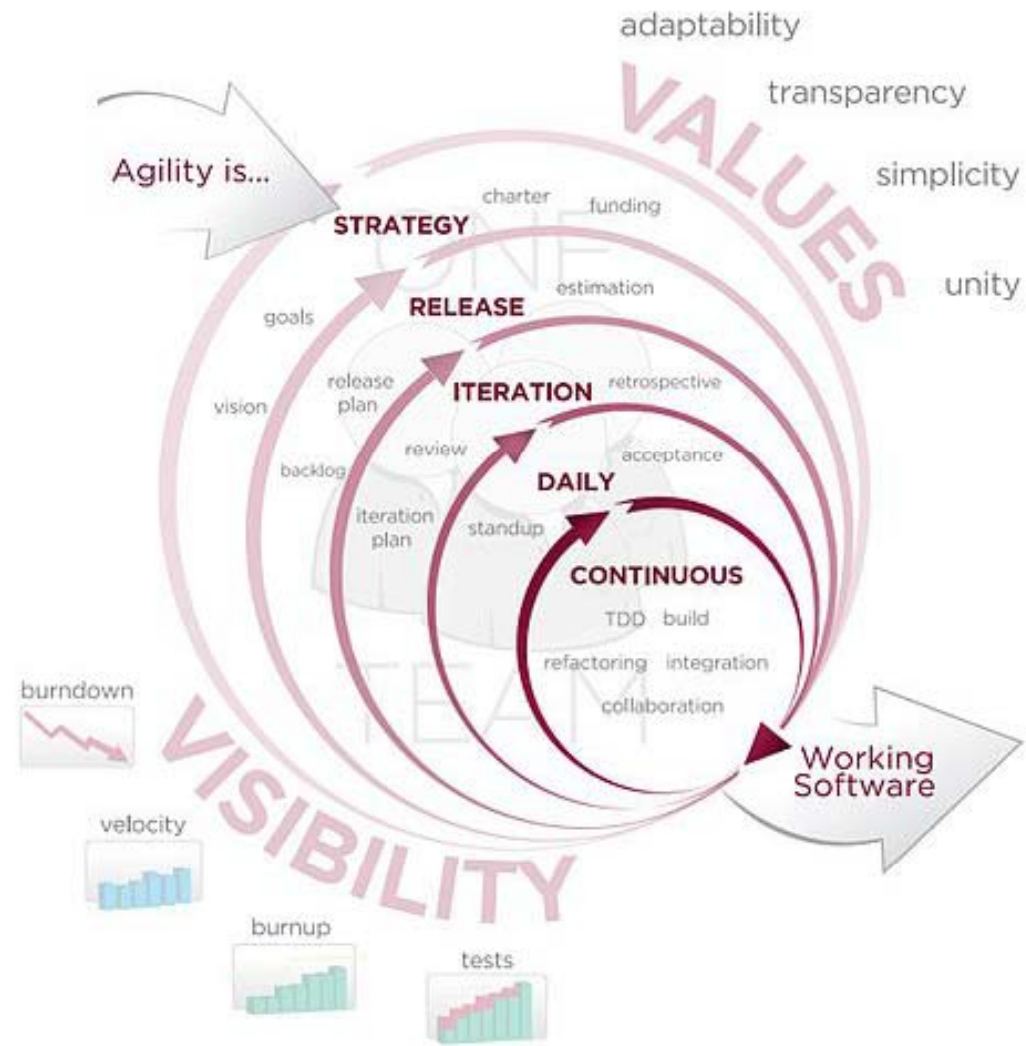 adaptability
VALUES
transparency
simplicity
unity
Agility is...
STRATEGY
charter
funding
ONE
goals
vision
RELEASE
estimation
release
plan
backlog
ITERATION
retrospective
review
iteration
plan
DAILY
acceptance
standup
CONTINUOUS
TDD build
refactoring integration
collaboration
TEAM
Working
Software
VISIBILITY
burndown
velocity
burnup
tests